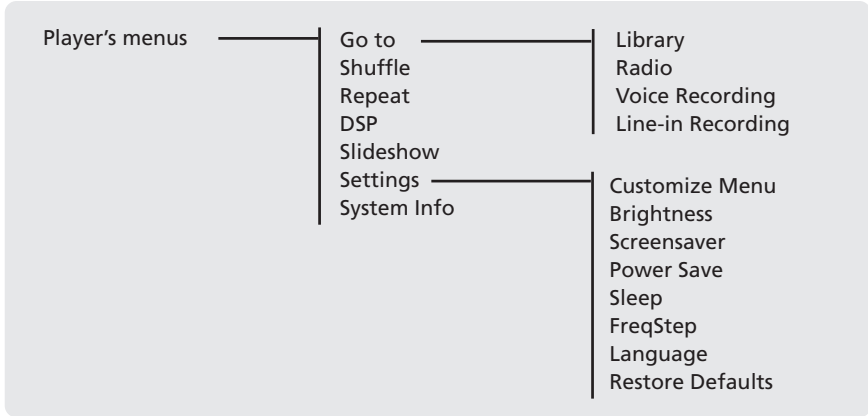 Player’s menus
Go to
Shuffle
Repeat
DSP
Slideshow
Settings
System Info
Library
Radio
Voice Recording
Line-in Recording
Customize Menu
Brightness
Screensaver
Power Save
Sleep
FreqStep
Language
Restore Defaults